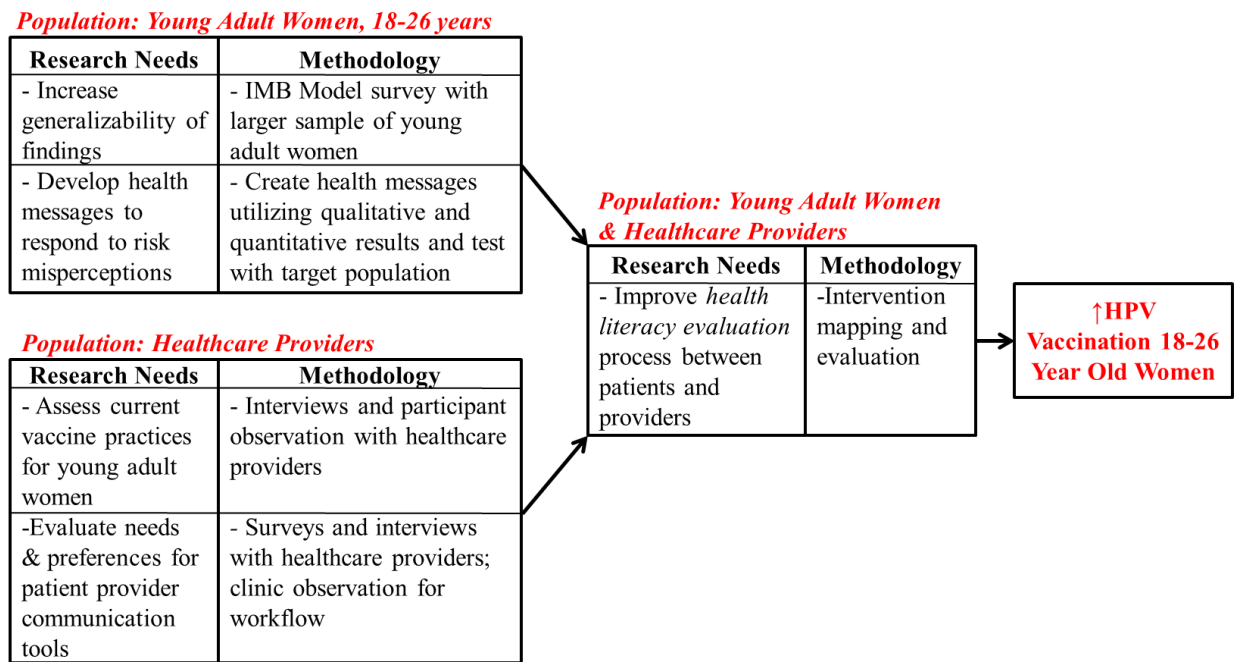 Population: Young Adult Women, 18-26 years
Research Needs
Methodology
- Increase
generalizability of
findings
- IMB Model survey with
larger sample of young
adult women
- Develop health
messages to
respond to risk
misperceptions
- Create health messages
utilizing qualitative and
quantitative results and test
with target population
Population: Healthcare Providers
Research Needs
Methodology
- Assess current
vaccine practices
for young adult
women
- Interviews and participant
observation with healthcare
providers
-Evaluate needs
& preferences for
patient provider
communication
tools
- Surveys and interviews
with healthcare providers;
clinic observation for
workflow
Population: Young Adult Women
& Healthcare Providers
Research Needs
Methodology
- Improve health
literacy evaluation
process between
patients and
providers
-Intervention
mapping and
evaluation
↑HPV
Vaccination 18-26
Year Old Women